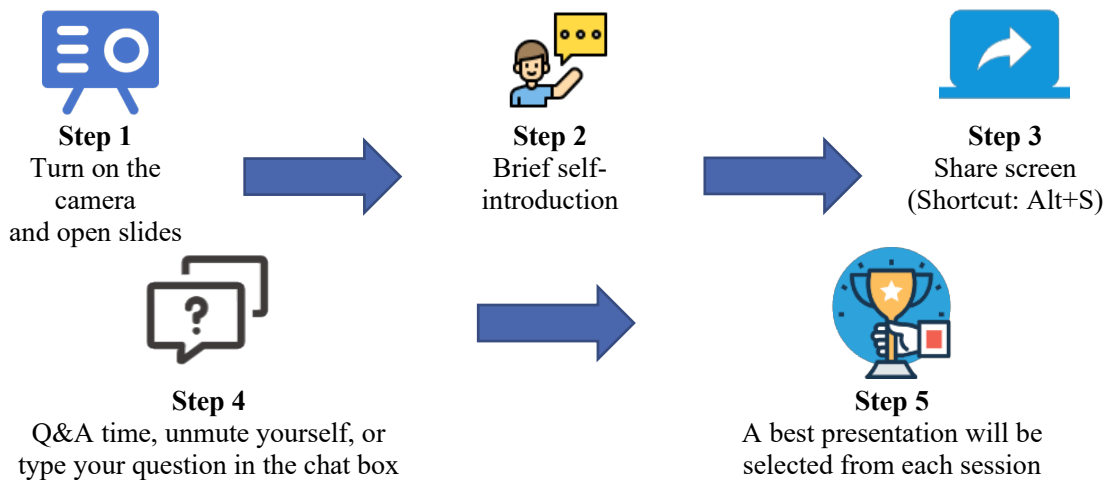 Step 1
Turn on the
camera
and open slides
Step 2
Brief self-
introduction
Step 3
Share screen
(Shortcut: Alt+S)
?
Step 4
Q&A time, unmute yourself, or
type your question in the chat box
Step 5
A best presentation will be
selected from each session